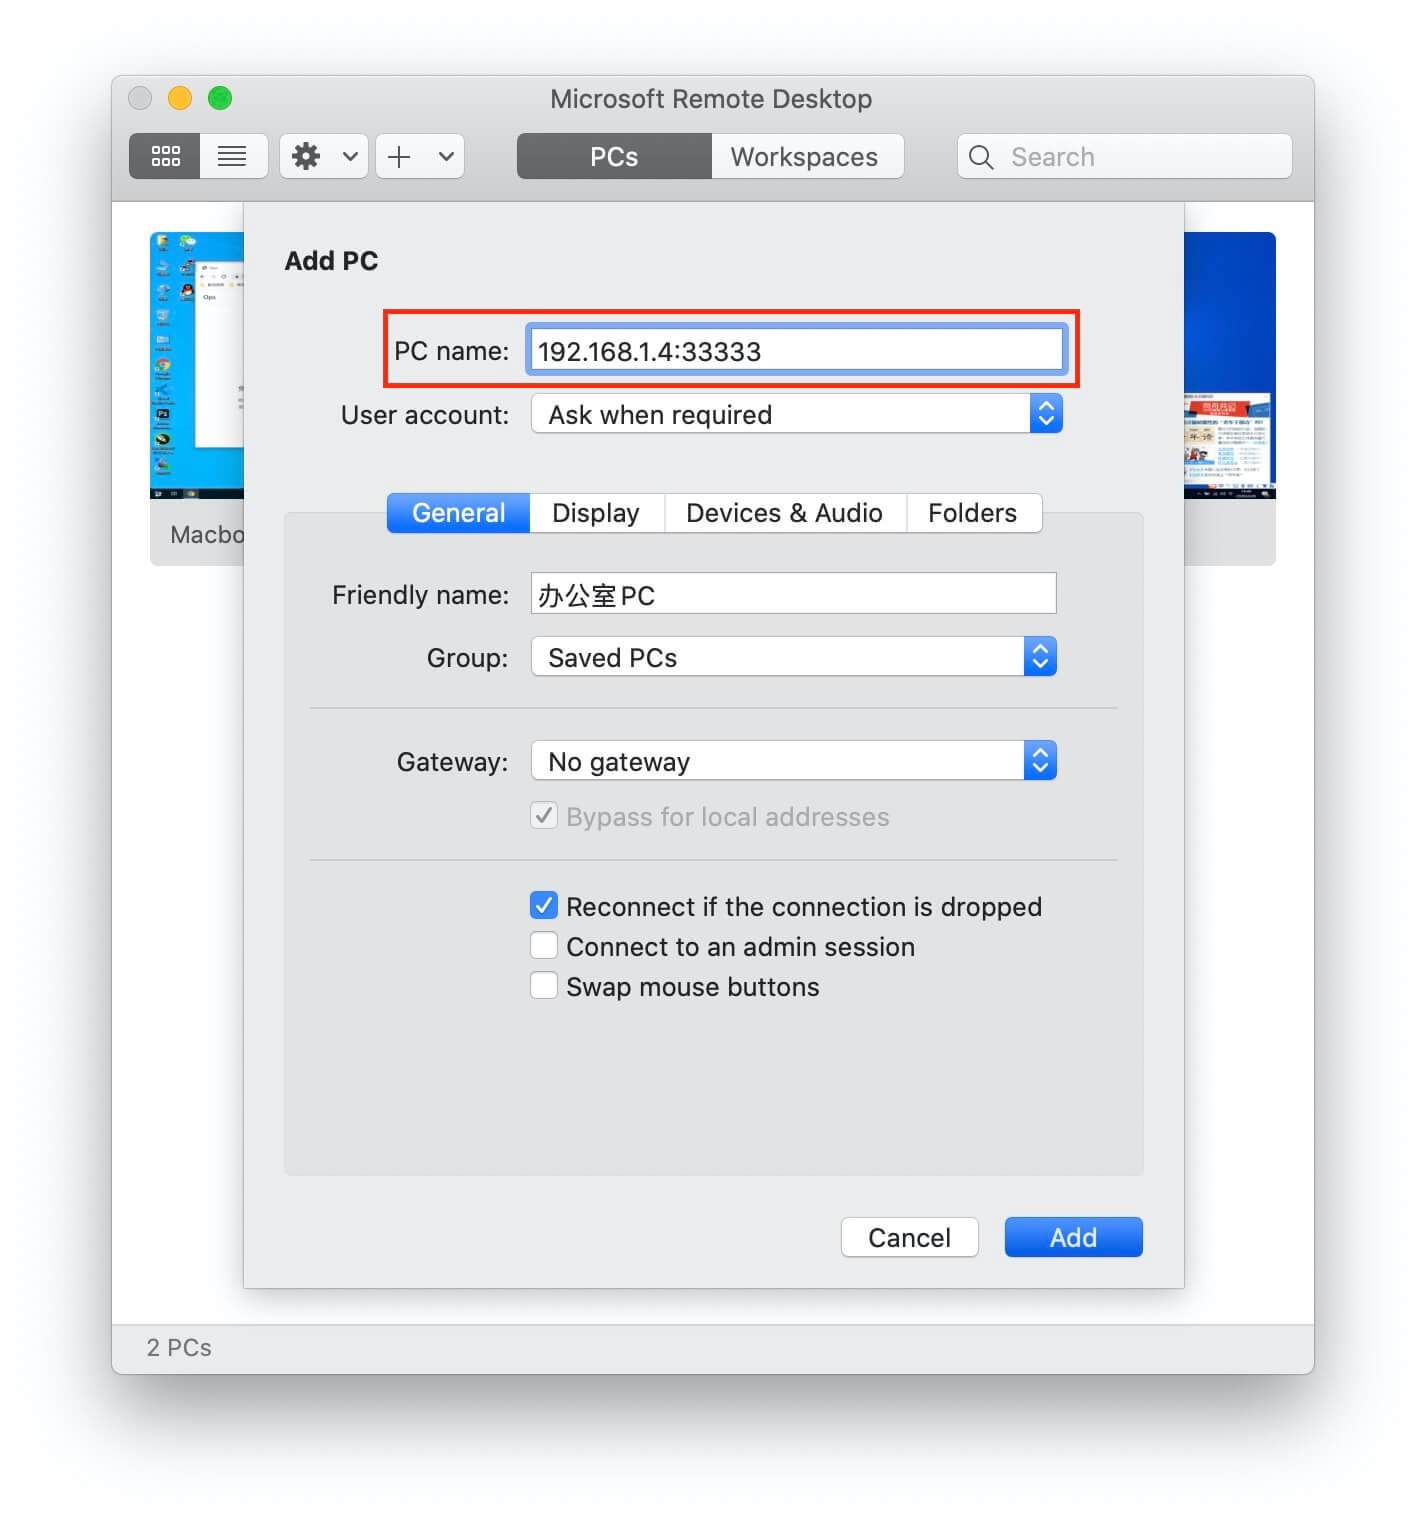 Microsoft Remote Desktop
PCs Workspaces Search
Add PC
PC name: 192.168.1.4:33333
User account: Ask when required
General Display Devices & Audio Folders
Macbo
Friendly name: 办公室PC
Group: Saved PCs
Gateway: No gateway
Bypass for local addresses
Reconnect if the connection is dropped
Connect to an admin session
Swap mouse buttons
Cancel Add
2 PCs